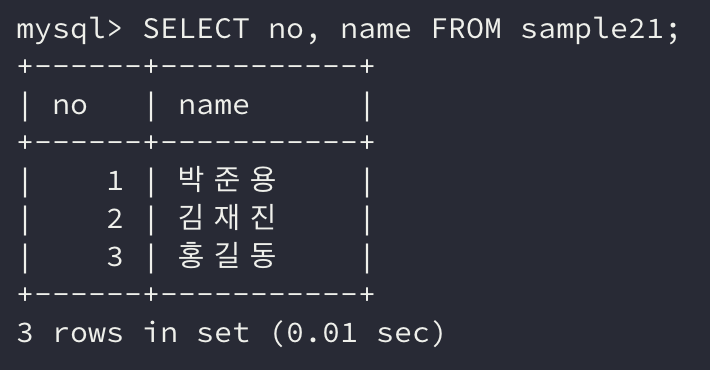 mysql> SELECT no, name FROM sample21;
+------+-----------+
| no   | name      |
+------+-----------+
|    1 | 박준용    |
|    2 | 김재진    |
|    3 | 홍길동    |
+------+-----------+
3 rows in set (0.01 sec)